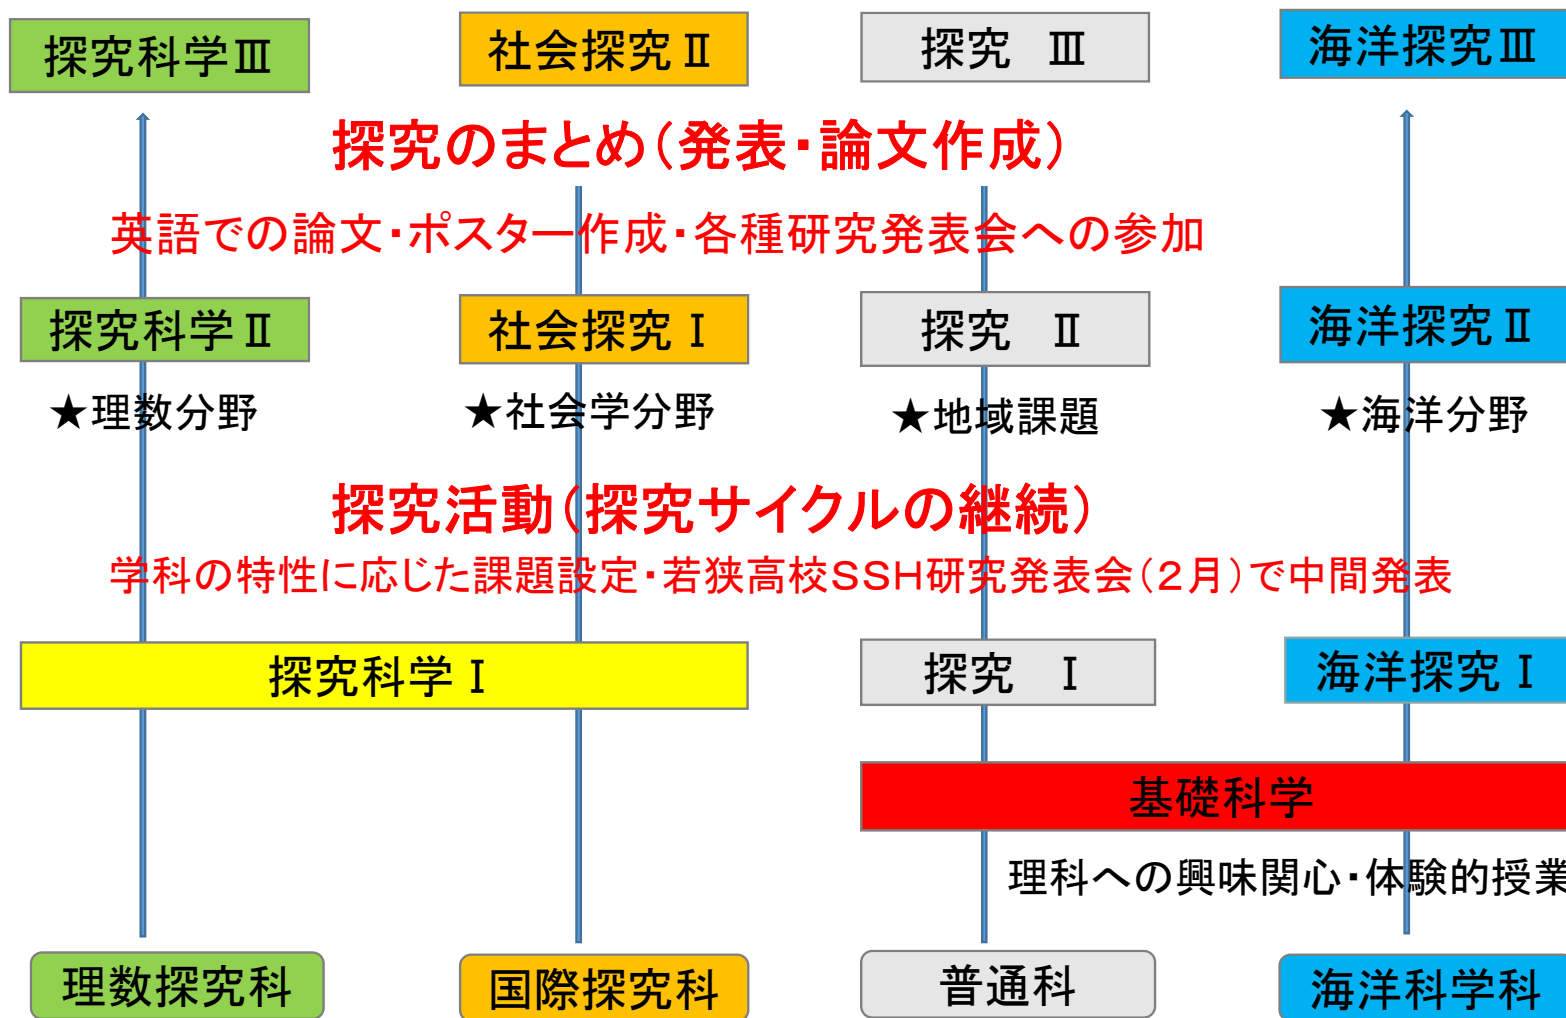 探究科学Ⅲ
社会探究Ⅱ
探究　Ⅲ
海洋探究Ⅲ
探究のまとめ（発表・論文作成）
英語での論文・ポスター作成・各種研究発表会への参加
探究科学Ⅱ
社会探究Ⅰ
探究　Ⅱ
海洋探究Ⅱ
★理数分野
★社会学分野
★地域課題
★海洋分野
探究活動（探究サイクルの継続）
学科の特性に応じた課題設定・若狭高校ＳＳＨ研究発表会（２月）で中間発表
探究科学Ⅰ
探究　Ⅰ
海洋探究Ⅰ
基礎科学
理科への興味関心・体験的授業
理数探究科
国際探究科
普通科
海洋科学科